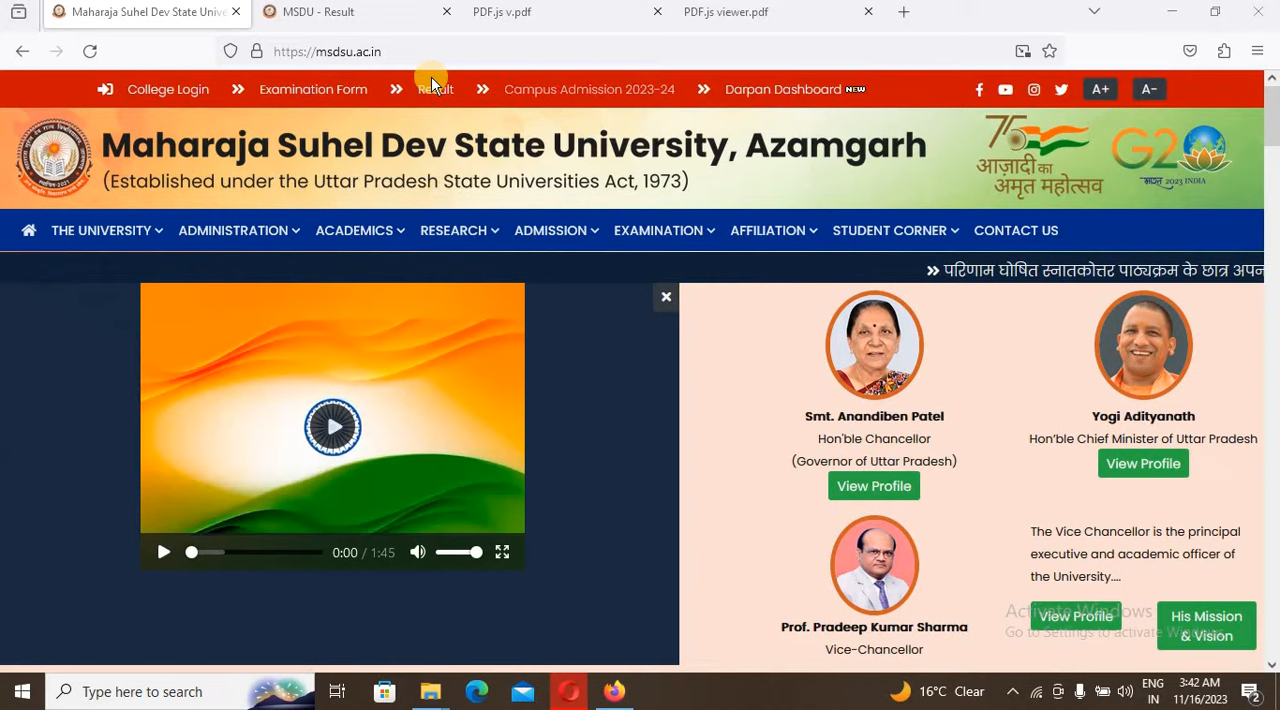 Maharaja Suhel Dev State Unive
MSDU - Result
PDF.js v.pdf
PDF.js viewer.pdf
https://msdsu.ac.in
College Login
Examination Form
Result
Campus Admission 2023-24
Darpan Dashboard NEW
A+
A-
Maharaja Suhel Dev State University, Azamgarh
(Established under the Uttar Pradesh State Universities Act, 1973)
75
आज़ादी का
अमृत महोत्सव
G20
भारत 2023 INDIA
THE UNIVERSITY
ADMINISTRATION
ACADEMICS
RESEARCH
ADMISSION
EXAMINATION
AFFILIATION
STUDENT CORNER
CONTACT US
परिणाम घोषित स्नातकोत्तर पाठ्यक्रम के छात्र अपन
Smt. Anandiben Patel
Hon'ble Chancellor
(Governor of Uttar Pradesh)
View Profile
Yogi Adityanath
Hon'ble Chief Minister of Uttar Pradesh
View Profile
0:00 / 1:45
Prof. Pradeep Kumar Sharma
Vice-Chancellor
The Vice Chancellor is the principal
executive and academic officer of
the University....
View Profile
His Mission
& Vision
Activate Windows
Go to Settings to activate Windows.
Type here to search
16°C Clear
ENG
IN
3:42 AM
11/16/2023
2